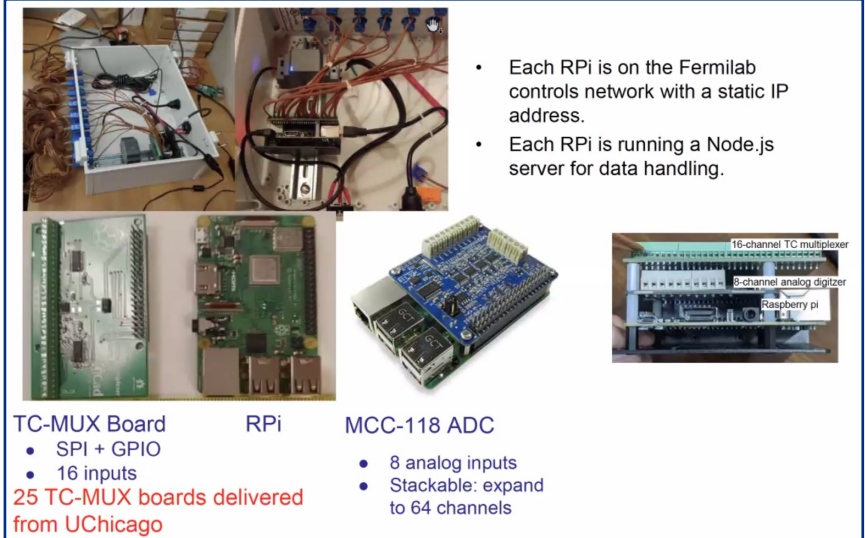 • Each RPi is on the Fermilab
controls network with a static IP
address.
• Each RPi is running a Node.js
server for data handling.
16-channel TC multiplexer
8-channel analog digitzer
Raspberry pi
TC-MUX Board
• SPI + GPIO
• 16 inputs
25 TC-MUX boards delivered
from UChicago
RPi
MCC-118 ADC
• 8 analog inputs
• Stackable: expand
to 64 channels